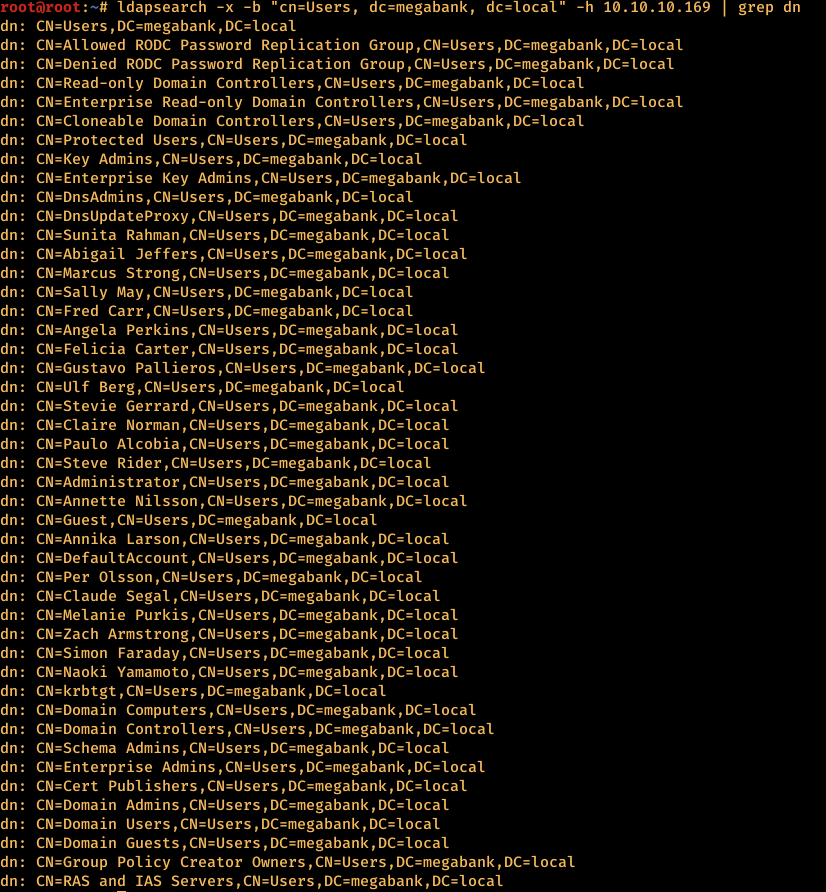 root@root:~# ldapsearch -x -b "cn=Users, dc=megabank, dc=local" -h 10.10.10.169 | grep dn
dn: CN=Users,DC=megabank,DC=local
dn: CN=Allowed RODC Password Replication Group,CN=Users,DC=megabank,DC=local
dn: CN=Denied RODC Password Replication Group,CN=Users,DC=megabank,DC=local
dn: CN=Read-only Domain Controllers,CN=Users,DC=megabank,DC=local
dn: CN=Enterprise Read-only Domain Controllers,CN=Users,DC=megabank,DC=local
dn: CN=Cloneable Domain Controllers,CN=Users,DC=megabank,DC=local
dn: CN=Protected Users,CN=Users,DC=megabank,DC=local
dn: CN=Key Admins,CN=Users,DC=megabank,DC=local
dn: CN=Enterprise Key Admins,CN=Users,DC=megabank,DC=local
dn: CN=DnsAdmins,CN=Users,DC=megabank,DC=local
dn: CN=DnsUpdateProxy,CN=Users,DC=megabank,DC=local
dn: CN=Sunita Rahman,CN=Users,DC=megabank,DC=local
dn: CN=Abigail Jeffers,CN=Users,DC=megabank,DC=local
dn: CN=Marcus Strong,CN=Users,DC=megabank,DC=local
dn: CN=Sally May,CN=Users,DC=megabank,DC=local
dn: CN=Fred Carr,CN=Users,DC=megabank,DC=local
dn: CN=Angela Perkins,CN=Users,DC=megabank,DC=local
dn: CN=Felicia Carter,CN=Users,DC=megabank,DC=local
dn: CN=Gustavo Pallieros,CN=Users,DC=megabank,DC=local
dn: CN=Ulf Berg,CN=Users,DC=megabank,DC=local
dn: CN=Stevie Gerrard,CN=Users,DC=megabank,DC=local
dn: CN=Claire Norman,CN=Users,DC=megabank,DC=local
dn: CN=Paulo Alcobia,CN=Users,DC=megabank,DC=local
dn: CN=Steve Rider,CN=Users,DC=megabank,DC=local
dn: CN=Administrator,CN=Users,DC=megabank,DC=local
dn: CN=Annette Nilsson,CN=Users,DC=megabank,DC=local
dn: CN=Guest,CN=Users,DC=megabank,DC=local
dn: CN=Annika Larson,CN=Users,DC=megabank,DC=local
dn: CN=DefaultAccount,CN=Users,DC=megabank,DC=local
dn: CN=Per Olsson,CN=Users,DC=megabank,DC=local
dn: CN=Claude Segal,CN=Users,DC=megabank,DC=local
dn: CN=Melanie Purkis,CN=Users,DC=megabank,DC=local
dn: CN=Zach Armstrong,CN=Users,DC=megabank,DC=local
dn: CN=Simon Faraday,CN=Users,DC=megabank,DC=local
dn: CN=Naoki Yamamoto,CN=Users,DC=megabank,DC=local
dn: CN=krbtgt,CN=Users,DC=megabank,DC=local
dn: CN=Domain Computers,CN=Users,DC=megabank,DC=local
dn: CN=Domain Controllers,CN=Users,DC=megabank,DC=local
dn: CN=Schema Admins,CN=Users,DC=megabank,DC=local
dn: CN=Enterprise Admins,CN=Users,DC=megabank,DC=local
dn: CN=Cert Publishers,CN=Users,DC=megabank,DC=local
dn: CN=Domain Admins,CN=Users,DC=megabank,DC=local
dn: CN=Domain Users,CN=Users,DC=megabank,DC=local
dn: CN=Domain Guests,CN=Users,DC=megabank,DC=local
dn: CN=Group Policy Creator Owners,CN=Users,DC=megabank,DC=local
dn: CN=RAS and IAS Servers,CN=Users,DC=megabank,DC=local